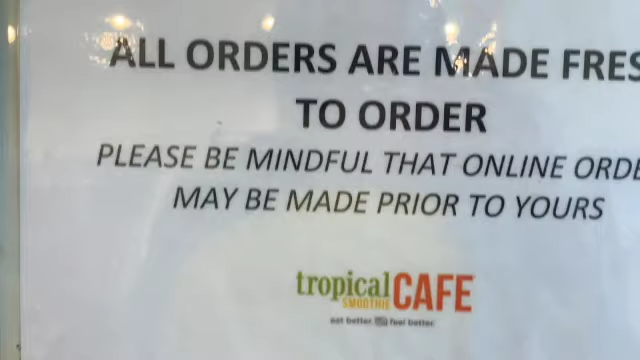 ALL ORDERS ARE MADE FRES
TO ORDER
PLEASE BE MINDFUL THAT ONLINE ORDE
MAY BE MADE PRIOR TO YOURS
tropical CAFE
SMOOTHIE
eat better. feel better.